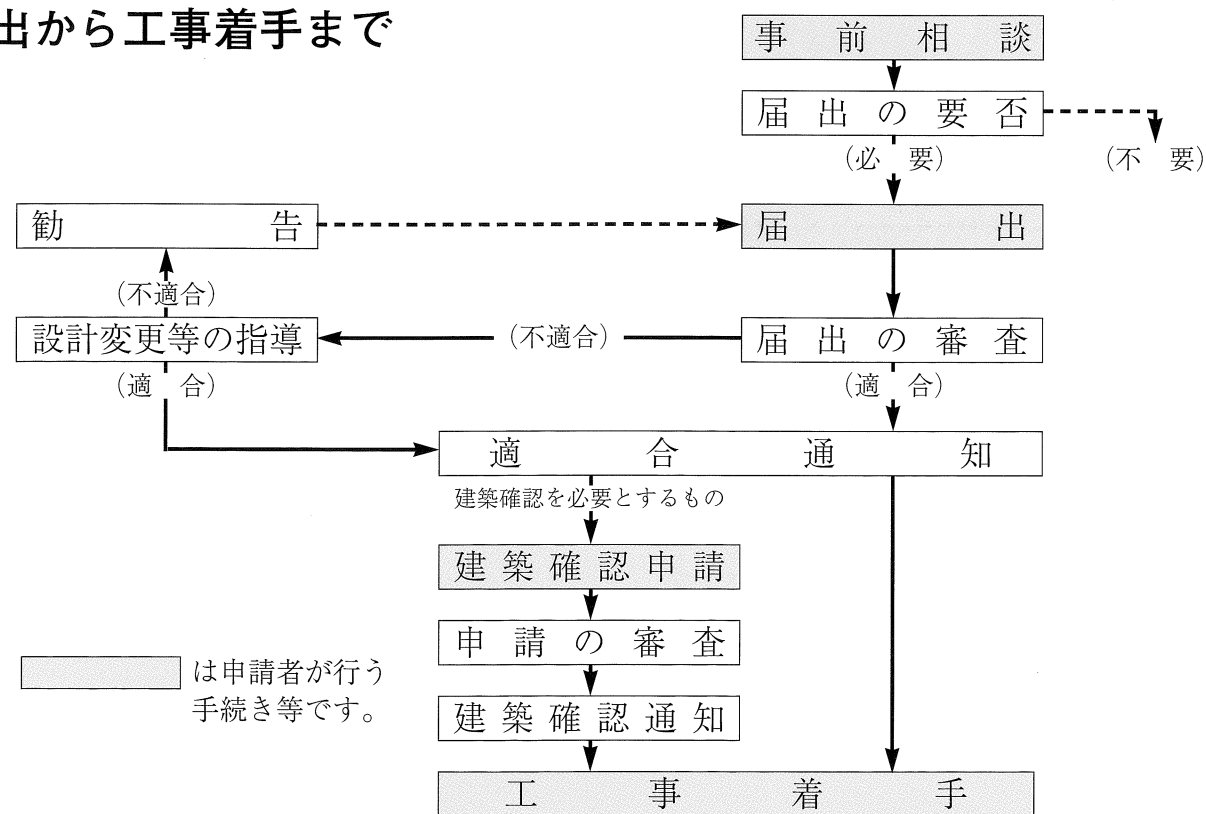 出から工事着手まで
事前相談
届出の要否
(必要)
(不要)
勧告
届出
(不適合)
設計変更等の指導
(不適合)
届出の審査
(適合)
(適合)
適合通知
建築確認を必要とするもの
建築確認申請
申請の審査
建築確認通知
工事着手
は申請者が行う
手続き等です。